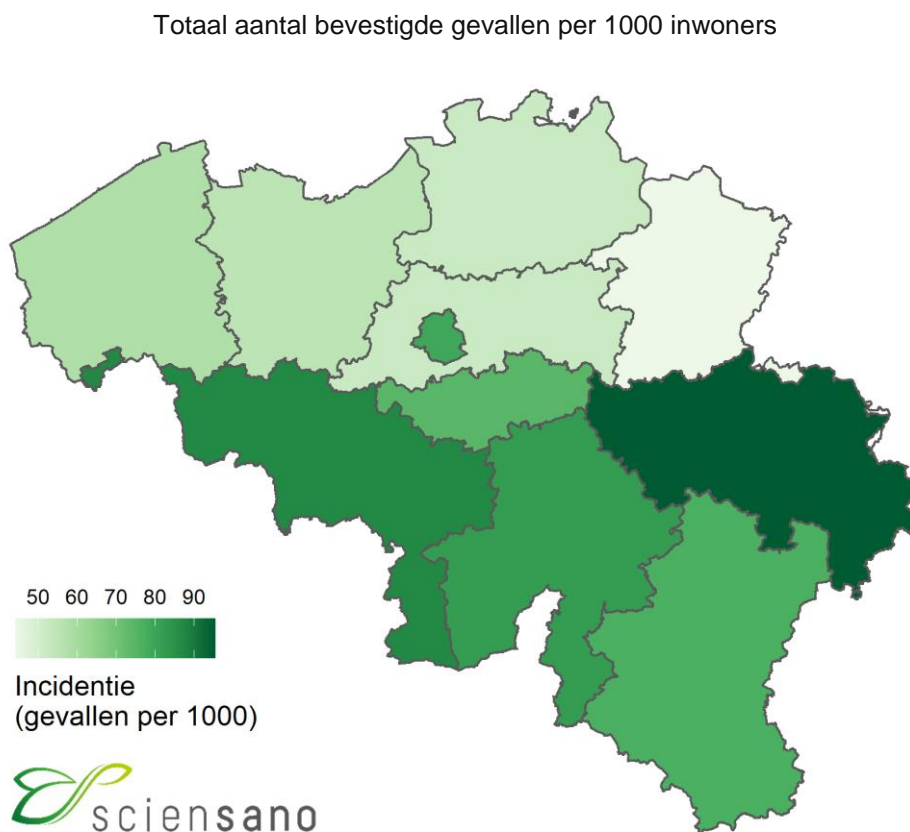 Totaal aantal bevestigde gevallen per 1000 inwoners
50 60 70 80 90
Incidentie
(gevallen per 1000)
sciensano